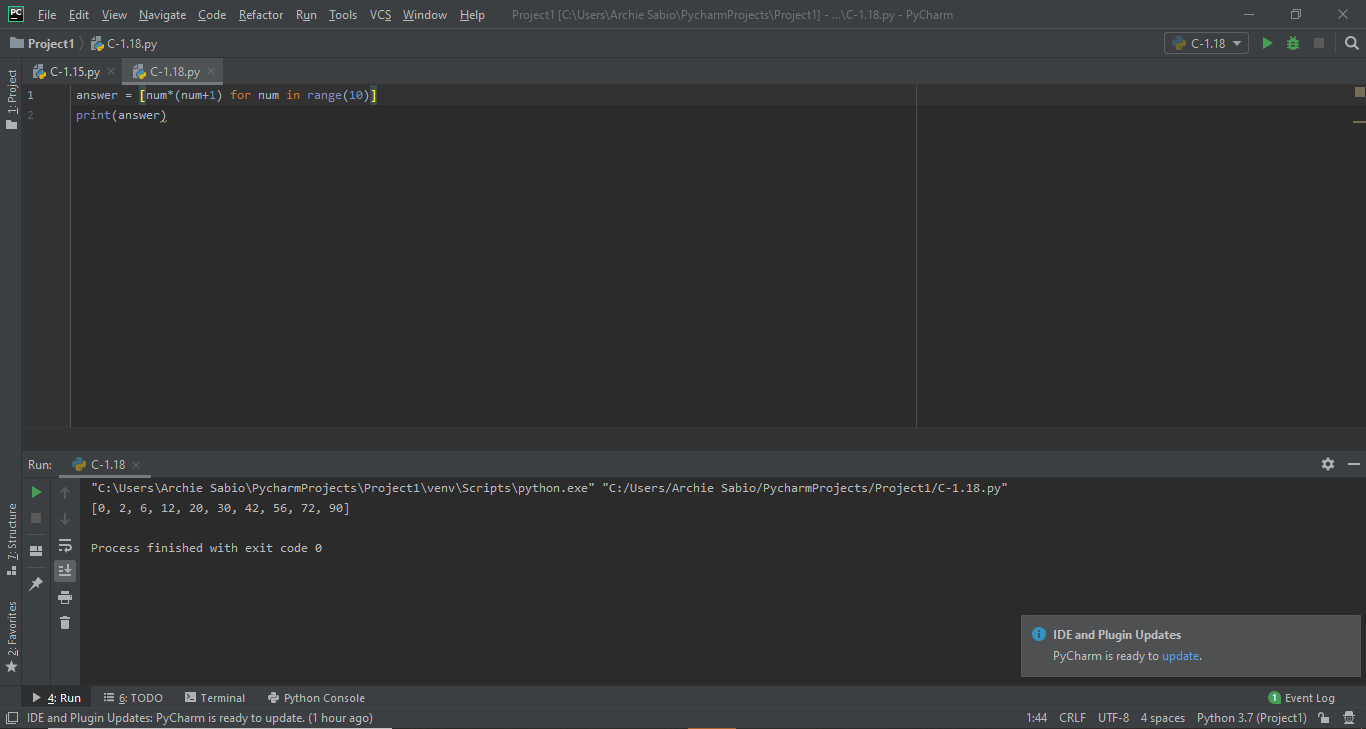 PC File Edit View Navigate Code Refactor Run Tools VCS Window Help Project1 [C:\Users\Archie Sabio\PycharmProjects\Project1] - ...\C-1.18.py - PyCharm
Project1 C-1.18.py C-1.18
C-1.15.py C-1.18.py
1: Project
1 answer = [num*(num+1) for num in range(10)]
2 print(answer)
Run: C-1.18
"C:\Users\Archie Sabio\PycharmProjects\Project1\venv\Scripts\python.exe" "C:/Users/Archie Sabio/PycharmProjects/Project1/C-1.18.py"
[0, 2, 6, 12, 20, 30, 42, 56, 72, 90]
Process finished with exit code 0
7: Structure
2: Favorites
IDE and Plugin Updates
PyCharm is ready to update.
4: Run 6: TODO Terminal Python Console 1 Event Log
IDE and Plugin Updates: PyCharm is ready to update. (1 hour ago) 1:44 CRLF UTF-8 4 spaces Python 3.7 (Project1)